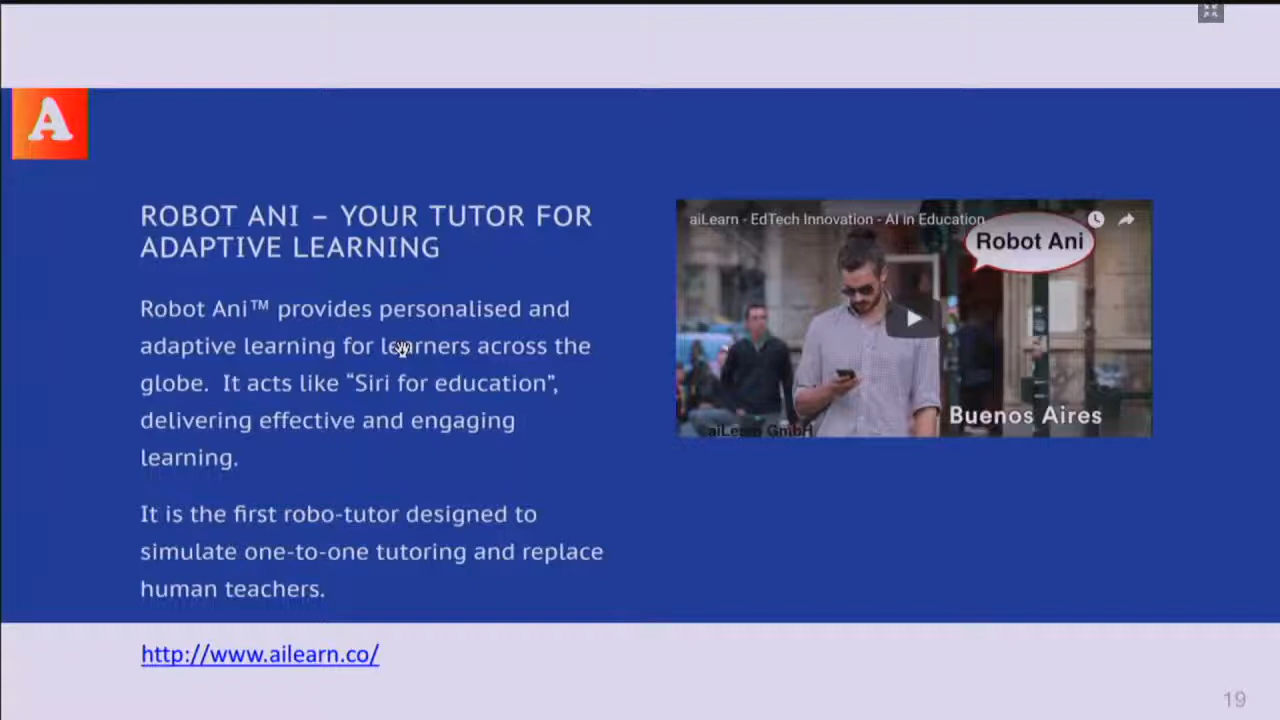 A
ROBOT ANI – YOUR TUTOR FOR
ADAPTIVE LEARNING
Robot Ani™ provides personalised and
adaptive learning for learners across the
globe. It acts like “Siri for education”,
delivering effective and engaging
learning.
It is the first robo-tutor designed to
simulate one-to-one tutoring and replace
human teachers.
aiLearn - EdTech Innovation - AI in Education
Robot Ani
Buenos Aires
©aiLearn GmbH
http://www.ailearn.co/
19